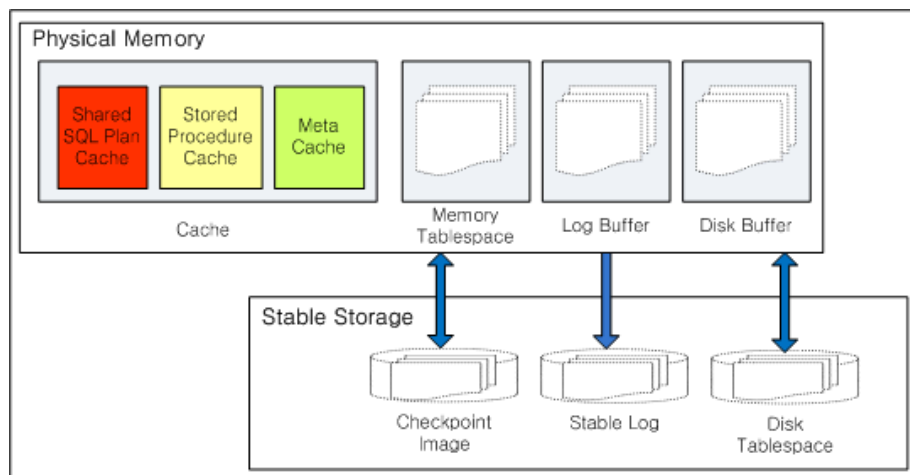 Physical Memory
Shared
SQL Plan
Cache
Stored
Procedure
Cache
Meta
Cache
Cache
Memory
Tablespace
Log Buffer
Disk Buffer
Stable Storage
Checkpoint
Image
Stable Log
Disk
Tablespace